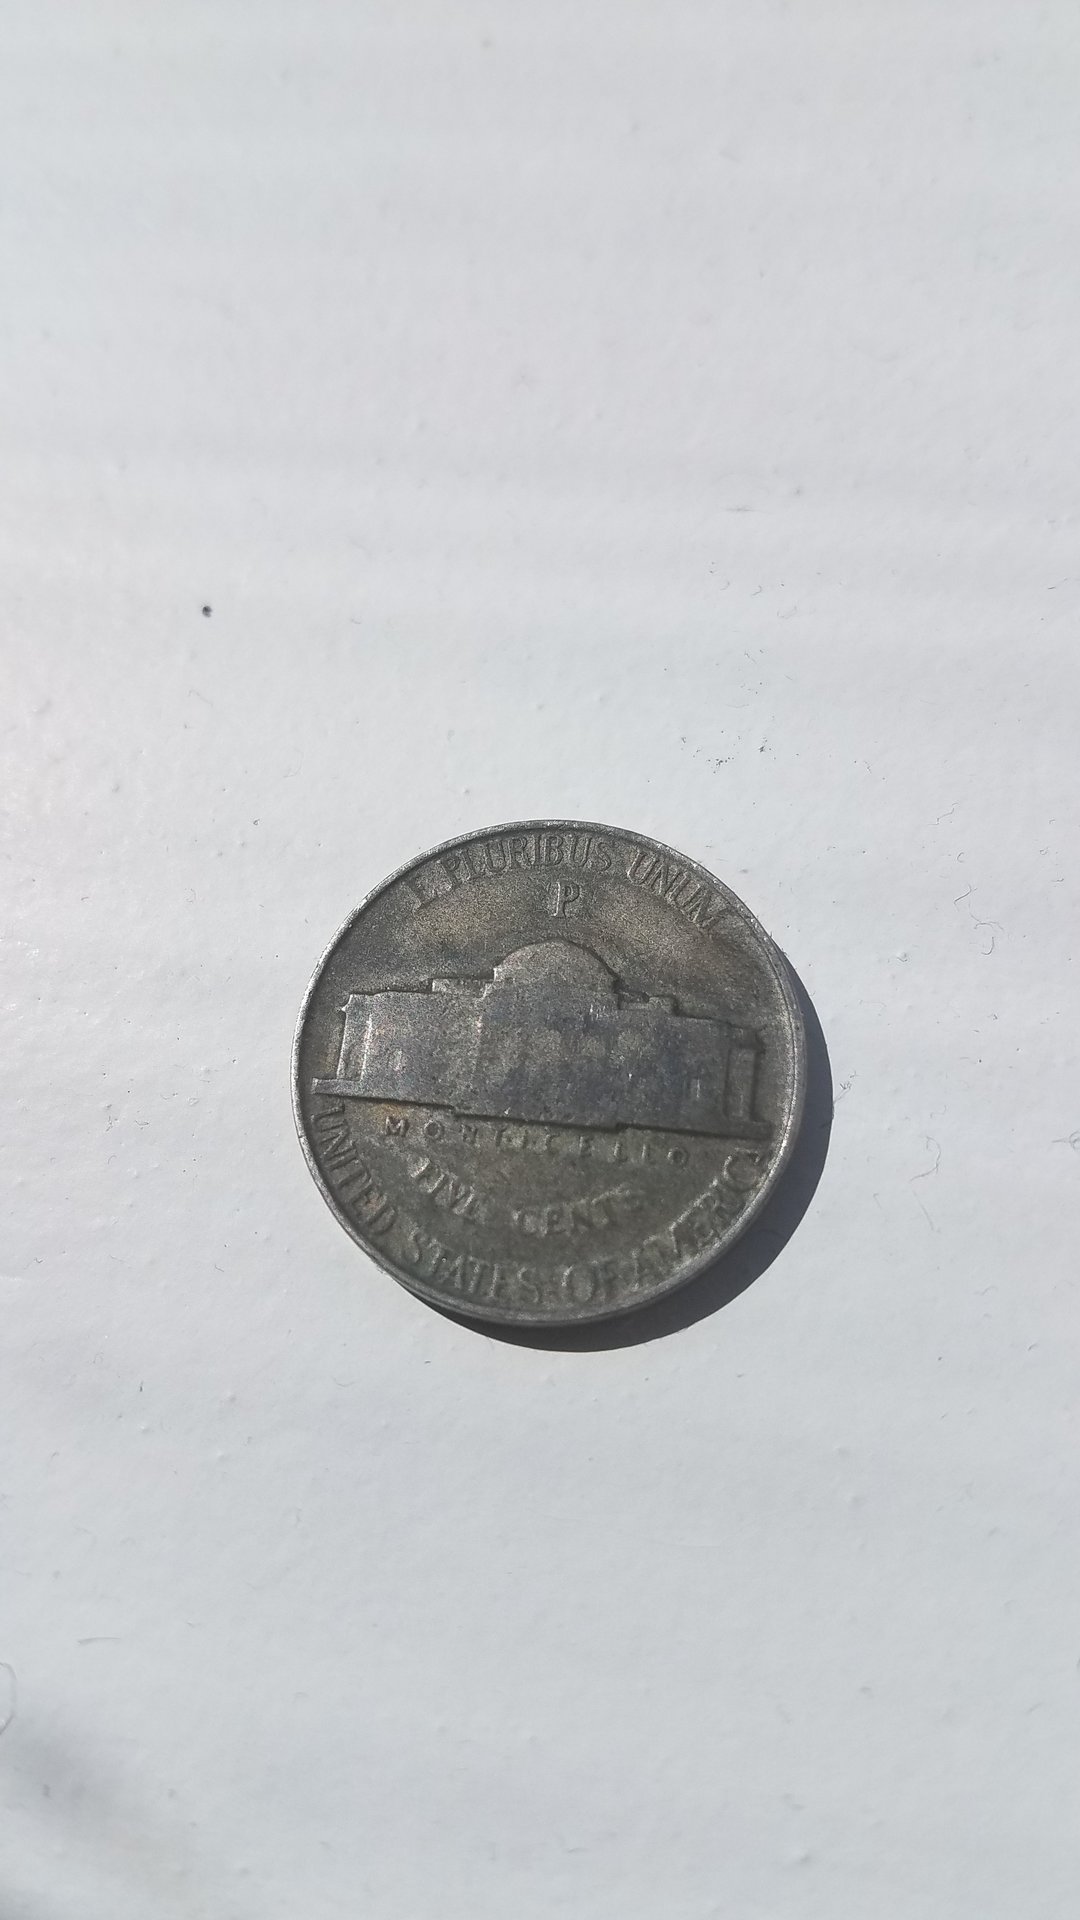 E PLURIBUS UNUM
P
MONTICELLO
FIVE CENTS
UNITED STATES OF AMERICA